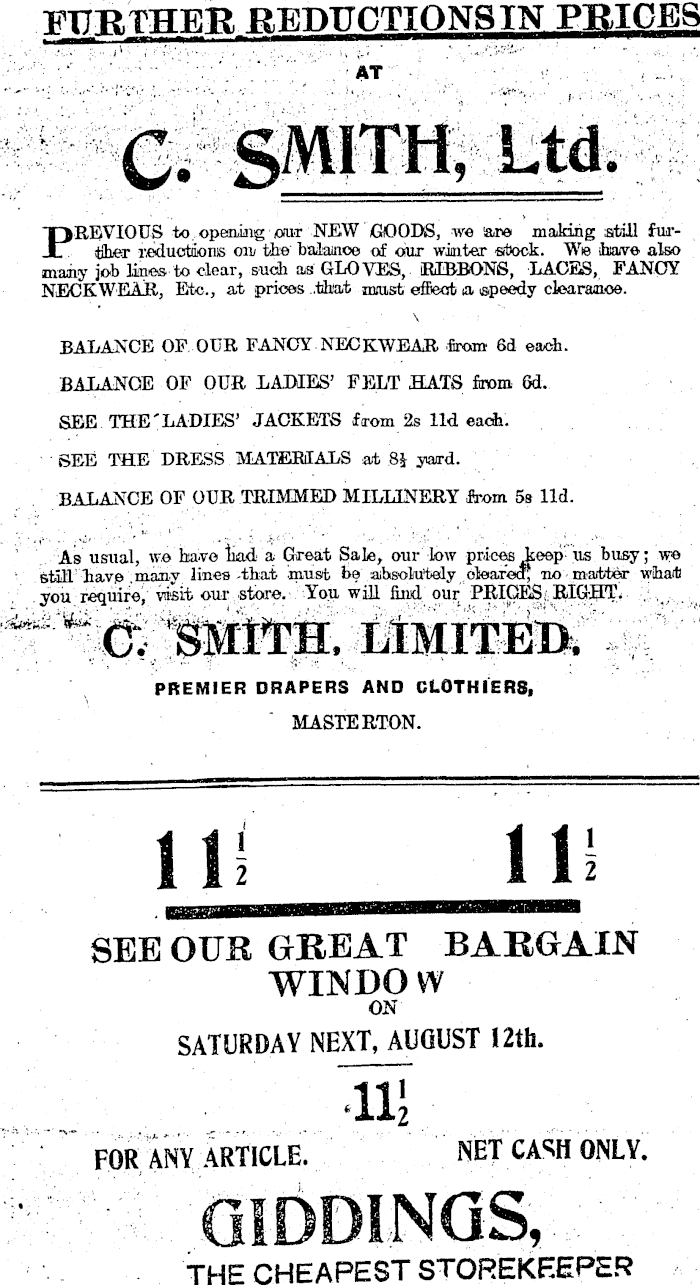 FURTHER REDUCTIONS IN PRICES
AT
C. SMITH, Ltd.
PREVIOUS to opening our NEW GOODS, we are making still fur-
ther reductions on the balance of our winter stock. We have also
many job lines to clear, such as GLOVES, RIBBONS, LACES, FANCY
NECKWEAR, Etc., at prices that must effect a speedy clearance.
BALANCE OF OUR FANCY NECKWEAR from 6d each.
BALANCE OF OUR LADIES' FELT HATS from 6d.
SEE THE LADIES' JACKETS from 2s 11d each.
SEE THE DRESS MATERIALS at 8½ yard.
BALANCE OF OUR TRIMMED MILLINERY from 5s 11d.
As usual, we have had a Great Sale, our low prices keep us busy; we
still have many lines that must be absolutely cleared, no matter what
you require, visit our store. You will find our PRICES RIGHT.
C. SMITH, LIMITED,
PREMIER DRAPERS AND CLOTHIERS,
MASTERTON.
11½ 11½
SEE OUR GREAT BARGAIN
WINDOW
ON
SATURDAY NEXT, AUGUST 12th.
11½
FOR ANY ARTICLE. NET CASH ONLY.
GIDDINGS,
THE CHEAPEST STOREKEEPER